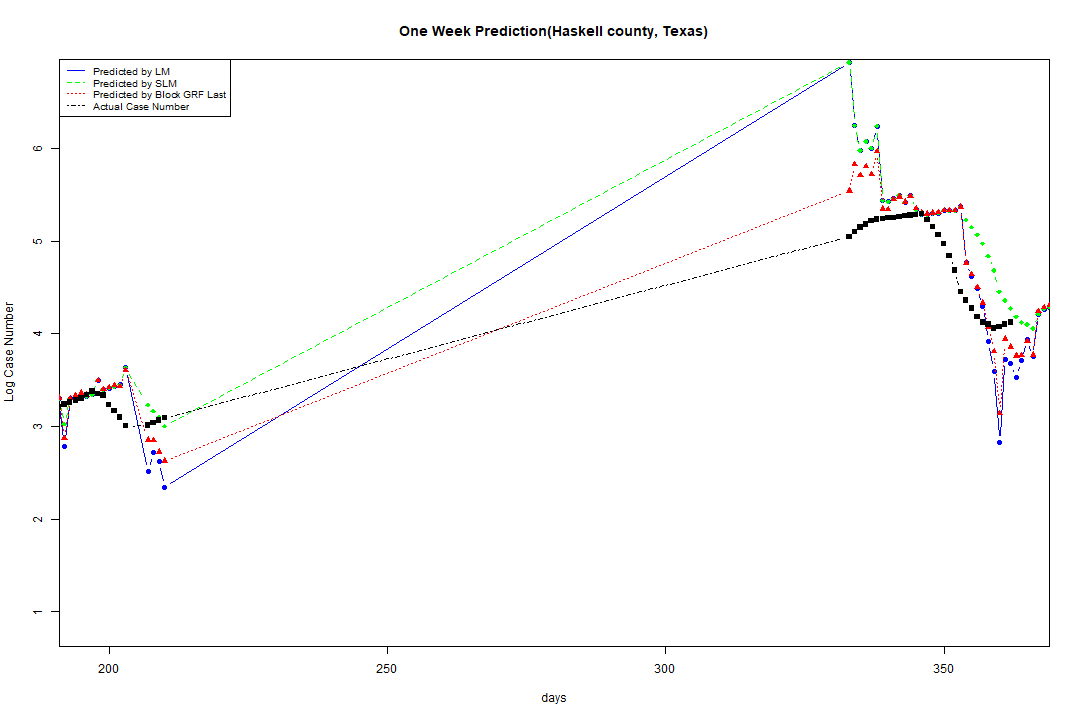 One Week Prediction(Haskell county, Texas)
Predicted by LM
Predicted by SLM
Predicted by Block GRF Last
Actual Case Number
Log Case Number
6
5
4
3
2
1
200
250
300
350
days